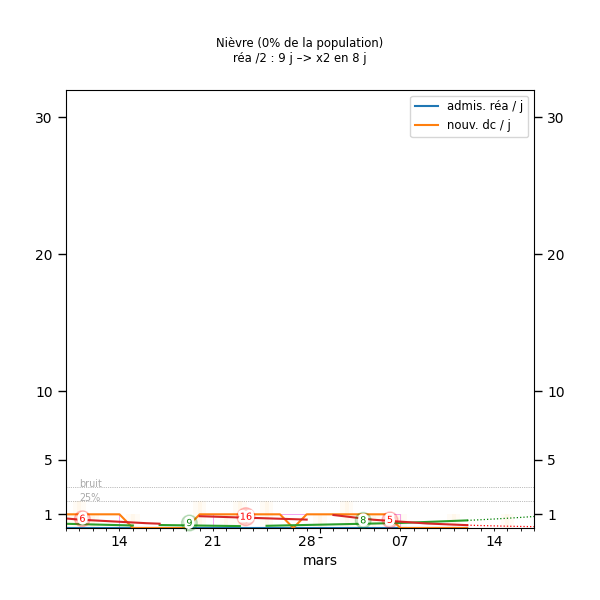 Nièvre (0% de la population)
réa /2 : 9 j –> x2 en 8 j
admis. réa / j
nouv. dc / j
30 30
20 20
10 10
5 5
bruit
25%
1 1
6 9 16 8 5
14 21 28 07 14
mars